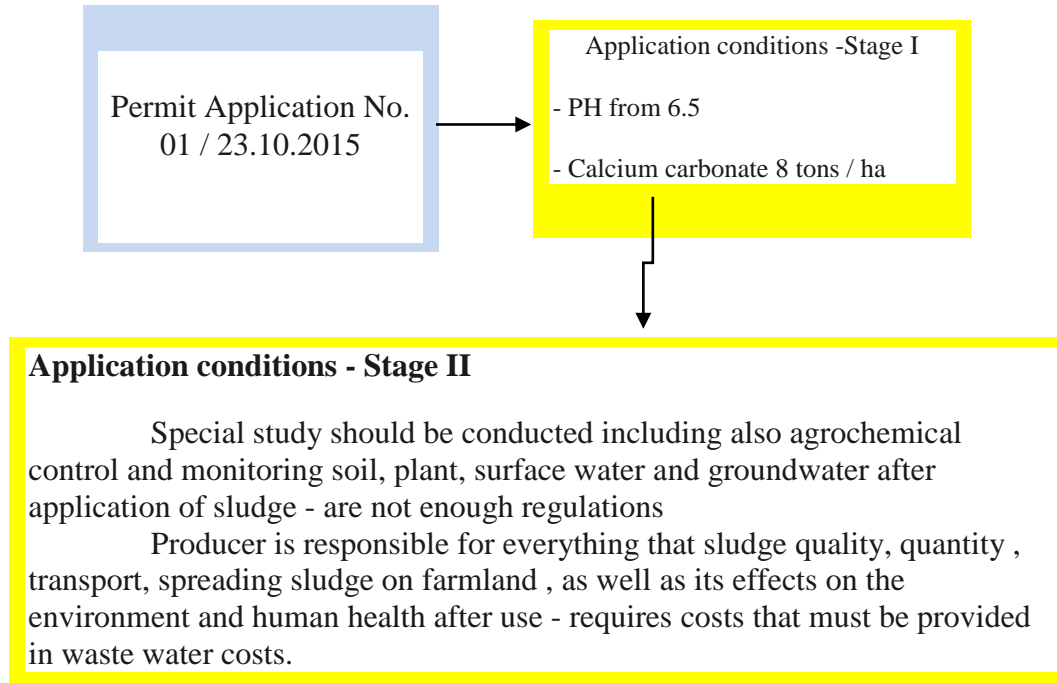 Permit Application No.
01 / 23.10.2015
Application conditions -Stage I
- PH from 6.5
- Calcium carbonate 8 tons / ha
Application conditions - Stage II
Special study should be conducted including also agrochemical
control and monitoring soil, plant, surface water and groundwater after
application of sludge - are not enough regulations
Producer is responsible for everything that sludge quality, quantity ,
transport, spreading sludge on farmland , as well as its effects on the
environment and human health after use - requires costs that must be provided
in waste water costs.